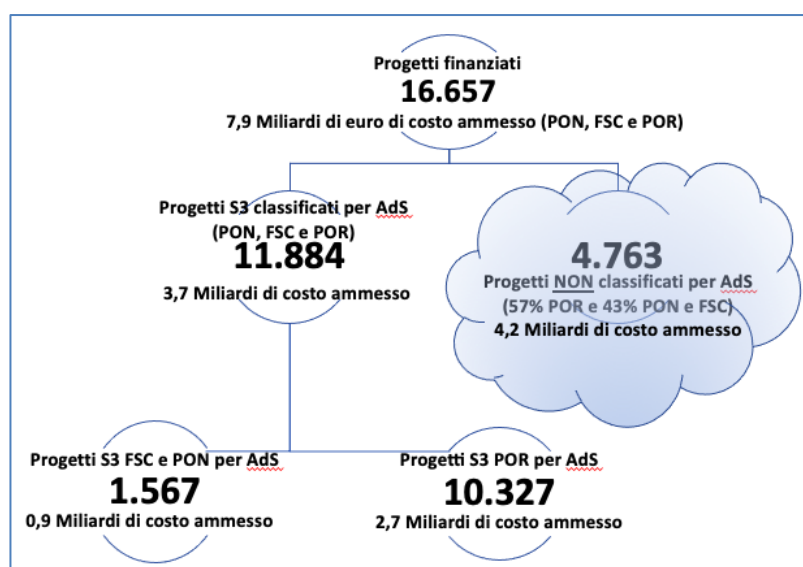 Progetti finanziati
16.657
7,9 Miliardi di euro di costo ammesso (PON, FSC e POR)
Progetti S3 classificati per AdS
(PON, FSC e POR)
11.884
3,7 Miliardi di costo ammesso
4.763
Progetti NON classificati per AdS
(57% POR e 43% PON e FSC)
4,2 Miliardi di costo ammesso
Progetti S3 FSC e PON per AdS
1.567
0,9 Miliardi di costo ammesso
Progetti S3 POR per AdS
10.327
2,7 Miliardi di costo ammesso